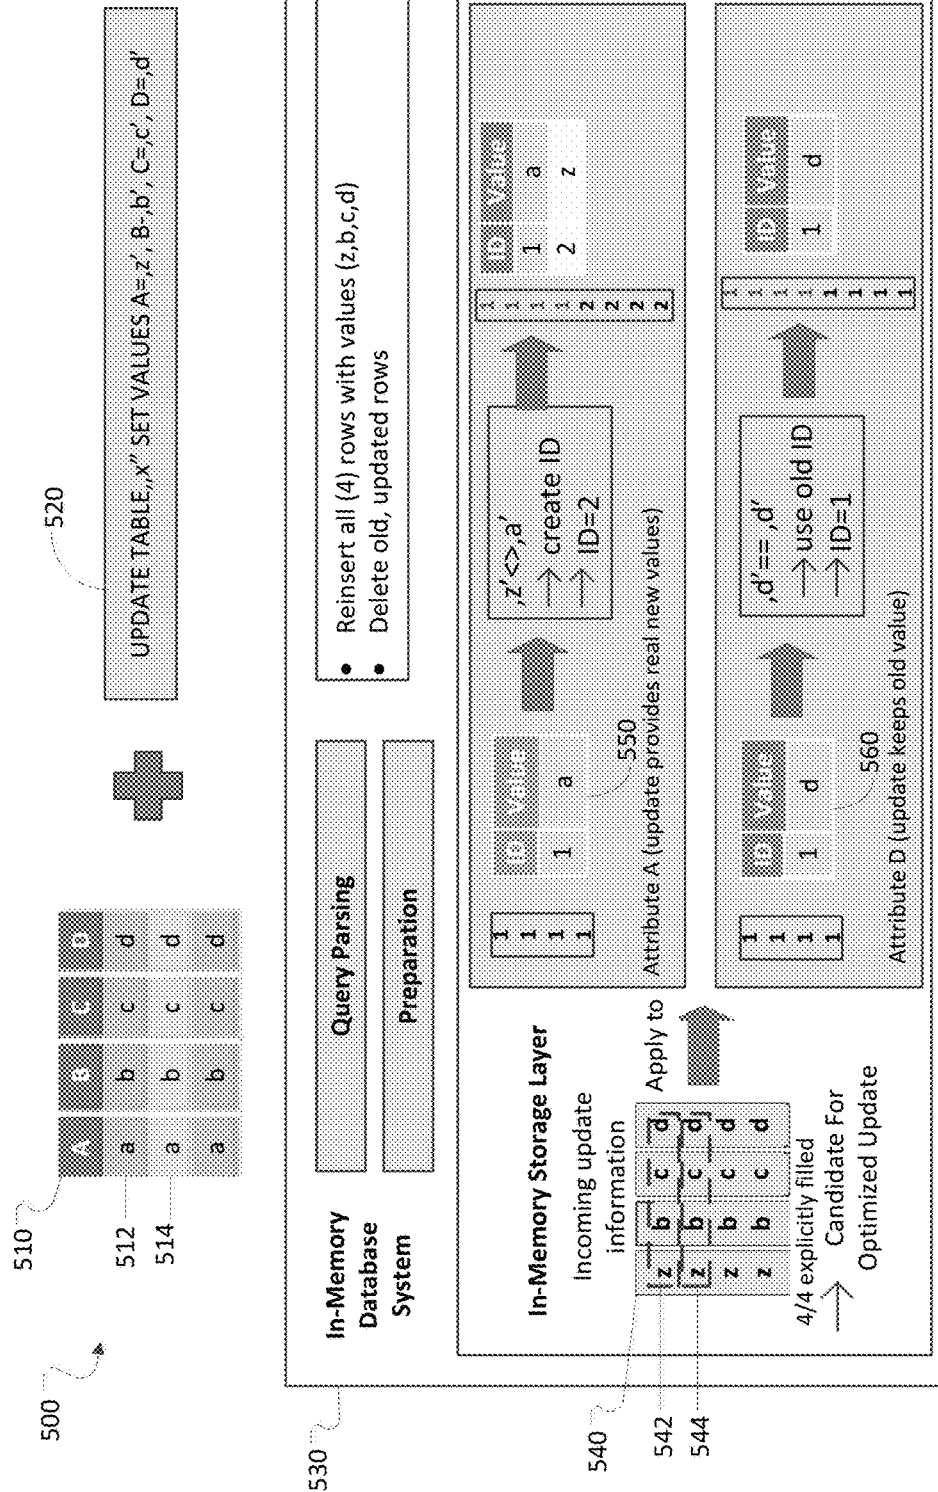 500
510
A B C
512
a b c d
514
a b c d
a b c d
520
UPDATE TABLE„x” SET VALUES A=‚z’, B-‚b’, C=‚c’, D=‚d’
530
In-Memory
Database
System
Query Parsing
Preparation
• Reinsert all (4) rows with values (z,b,c,d)
• Delete old, updated rows
In-Memory Storage Layer
Incoming update
information
540
542
544
z b c d
z b c d
z b c d
z b c d
4/4 explicitly filled
→ Candidate For
Optimized Update
Apply to
1
1
1
1
ID Value
1 a
550
‚z’<>‚a’
→ create ID
→ ID=2
1
1
1
1
2
2
2
2
ID Value
1 a
2 z
Attribute A (update provides real new values)
1
1
1
1
ID Value
1 d
560
‚d’== ‚d’
→use old ID
→ID=1
1
1
1
1
1
1
1
1
ID Value
1 d
Attribute D (update keeps old value)